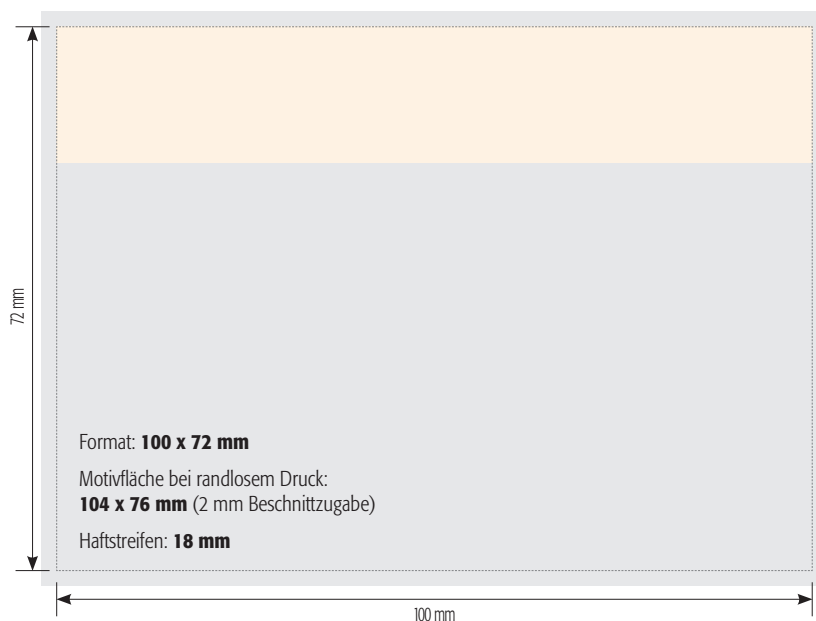 72 mm
Format: 100 x 72 mm
Motivfläche bei randlosem Druck:
104 x 76 mm (2 mm Beschnittzugabe)
Haftstreifen: 18 mm
100 mm